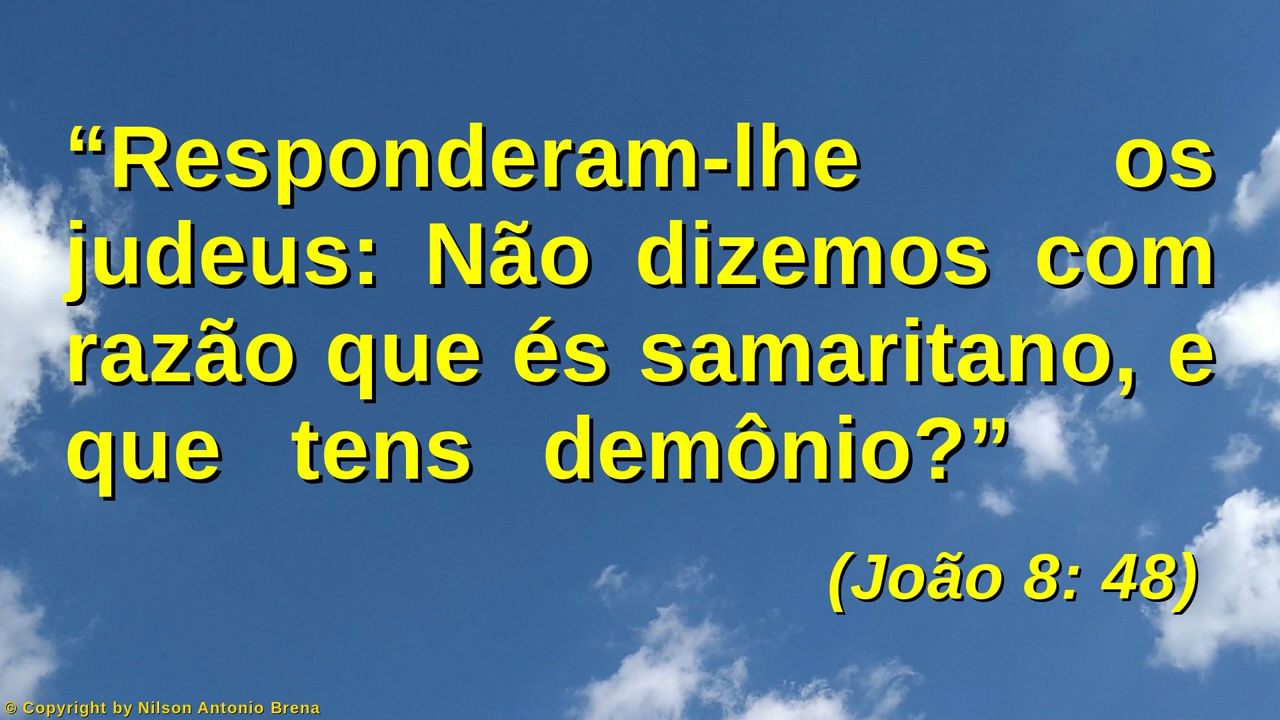 “Responderam-lhe os
judeus: Não dizemos com
razão que és samaritano, e
que tens demônio?”
(João 8: 48)
© Copyright by Nilson Antonio Brena